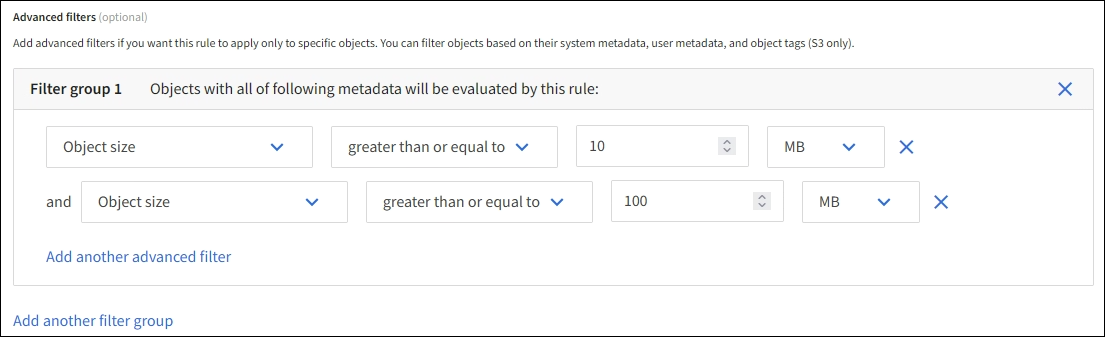 Advanced filters (optional)
Add advanced filters if you want this rule to apply only to specific objects. You can filter objects based on their system metadata, user metadata, and object tags (S3 only).
Filter group 1 Objects with all of following metadata will be evaluated by this rule:
Object size greater than or equal to 10 MB
and Object size greater than or equal to 100 MB
Add another advanced filter
Add another filter group